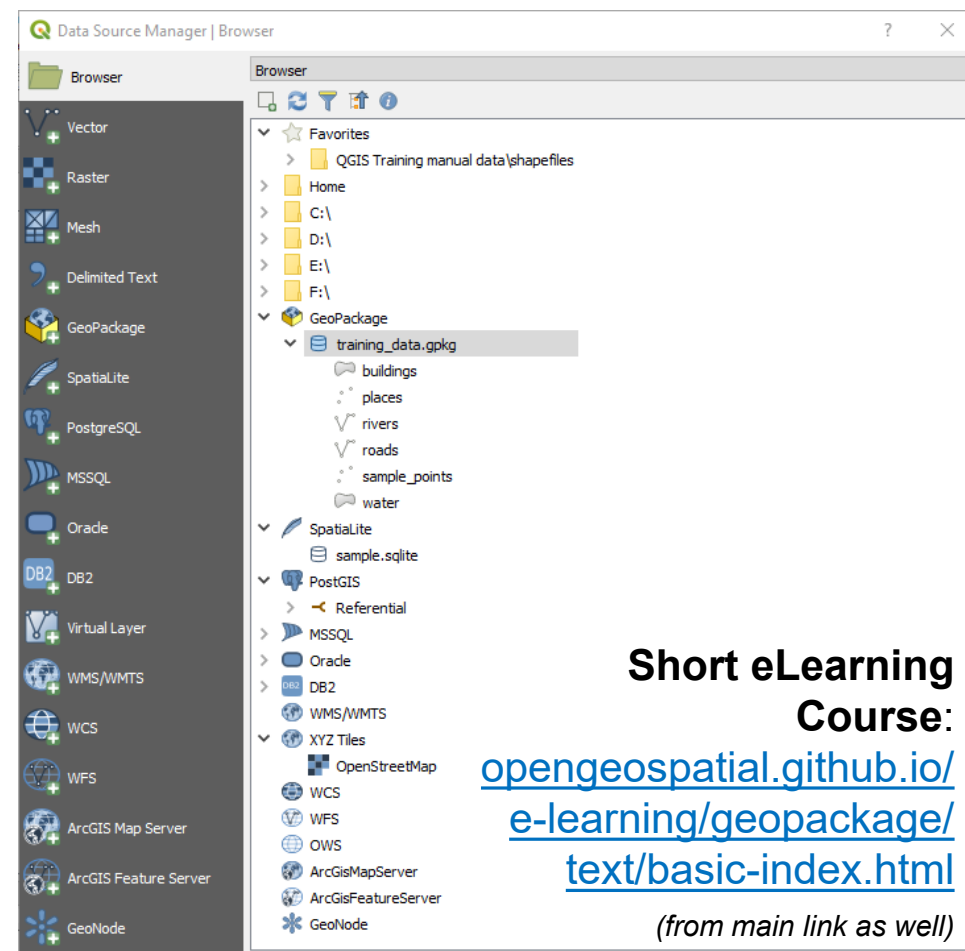 Data Source Manager | Browser
Browser
Vector
Raster
Mesh
Delimited Text
GeoPackage
SpatiaLite
PostgreSQL
MSSQL
Oracle
DB2
DB2
Virtual Layer
WMS/WMTS
WCS
WFS
ArcGIS Map Server
ArcGIS Feature Server
GeoNode
Browser
Favorites
QGIS Training manual data\shapefiles
Home
C:\
D:\
E:\
F:\
GeoPackage
training_data.gpkg
buildings
places
rivers
roads
sample_points
water
SpatiaLite
sample.sqlite
PostGIS
Referential
MSSQL
Oracle
DB2 DB2
WMS/WMTS
XYZ Tiles
OpenStreetMap
WCS
WFS
OWS
ArcGisMapServer
ArcGisFeatureServer
GeoNode
Short eLearning
Course:
opengeospatial.github.io/
e-learning/geopackage/
text/basic-index.html
(from main link as well)